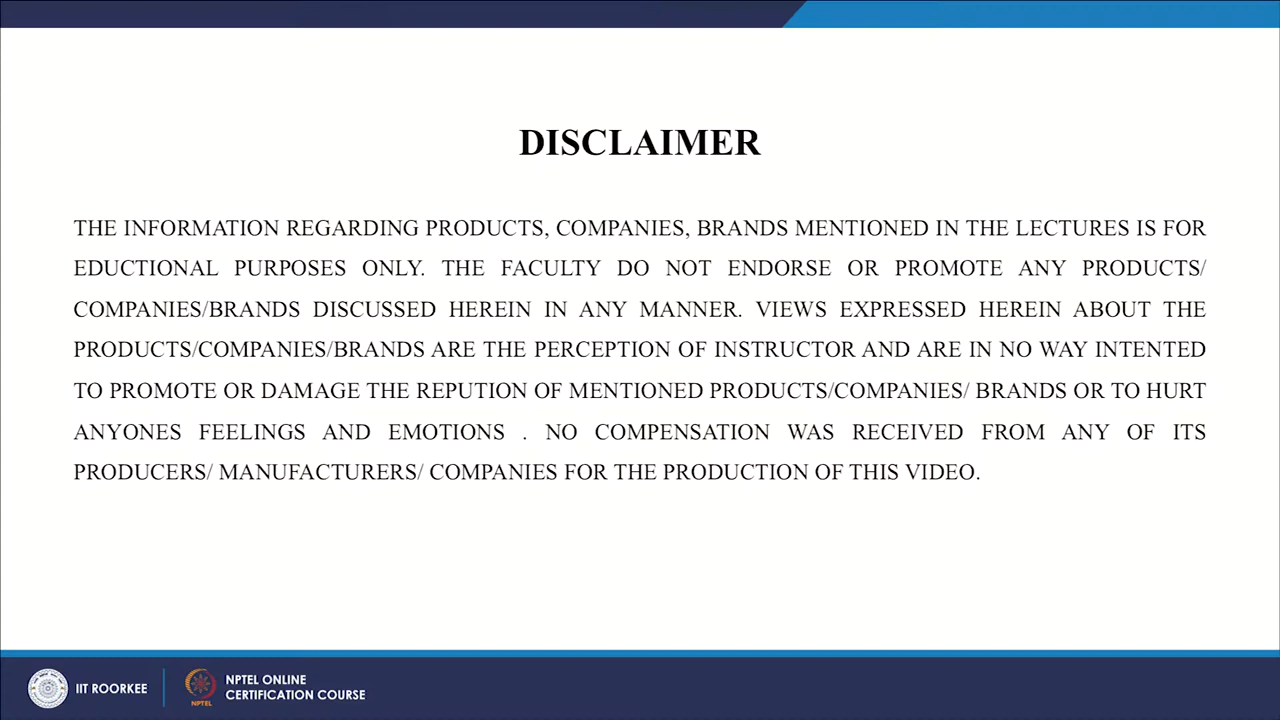 DISCLAIMER
THE INFORMATION REGARDING PRODUCTS, COMPANIES, BRANDS MENTIONED IN THE LECTURES IS FOR
EDUCTIONAL PURPOSES ONLY. THE FACULTY DO NOT ENDORSE OR PROMOTE ANY PRODUCTS/
COMPANIES/BRANDS DISCUSSED HEREIN IN ANY MANNER. VIEWS EXPRESSED HEREIN ABOUT THE
PRODUCTS/COMPANIES/BRANDS ARE THE PERCEPTION OF INSTRUCTOR AND ARE IN NO WAY INTENTED
TO PROMOTE OR DAMAGE THE REPUTION OF MENTIONED PRODUCTS/COMPANIES/ BRANDS OR TO HURT
ANYONES FEELINGS AND EMOTIONS . NO COMPENSATION WAS RECEIVED FROM ANY OF ITS
PRODUCERS/ MANUFACTURERS/ COMPANIES FOR THE PRODUCTION OF THIS VIDEO.
IIT ROORKEE
NPTEL
NPTEL ONLINE
CERTIFICATION COURSE